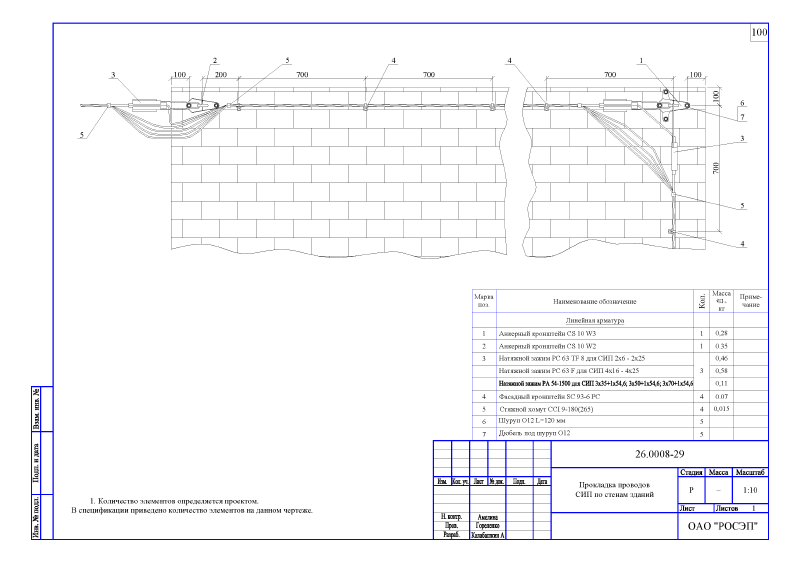 100
3 100 2 200 5 700 4 700 4 700 1 100
100
6
7
5
3
700
5
4
Марка поз. Наименование обозначение Кол. Масса ед., кг Приме-чание
Линейная арматура
1 Анкерный кронштейн CS 10 W3 1 0,28
2 Анкерный кронштейн CS 10 W2 1 0.35
3 Натяжной зажим PC 63 TF 8 для СИП 2х6 - 2х25 0,46
Натяжной зажим PC 63 F для СИП 4х16 - 4х25 3 0,58
Натяжной зажим PA 54-1500 для СИП 3х35+1х54,6; 3х50+1х54,6; 3х70+1х54,6 0,11
4 Фасадный кронштейн SC 93-6 PC 4 0.07
5 Стяжной хомут CCI 9-180(265) 4 0,015
6 Шуруп О12 L=120 мм 5
7 Дюбель под шуруп О12 5
26.0008-29
Изм. Кол. уч. Лист № док. Подп. Дата
Прокладка проводов
СИП по стенам зданий
Стадия Масса Масштаб
Р – 1:10
Лист Листов 1
Н. контр. Амелина
Пров. Гореленко
Разраб. Калабашкин А
ОАО "РОСЭП"
Взам. инв. №
Подп. и дата
Инв. № подл.
1. Количество элементов определяется проектом.
В спецификации приведено количество элементов на данном чертеже.